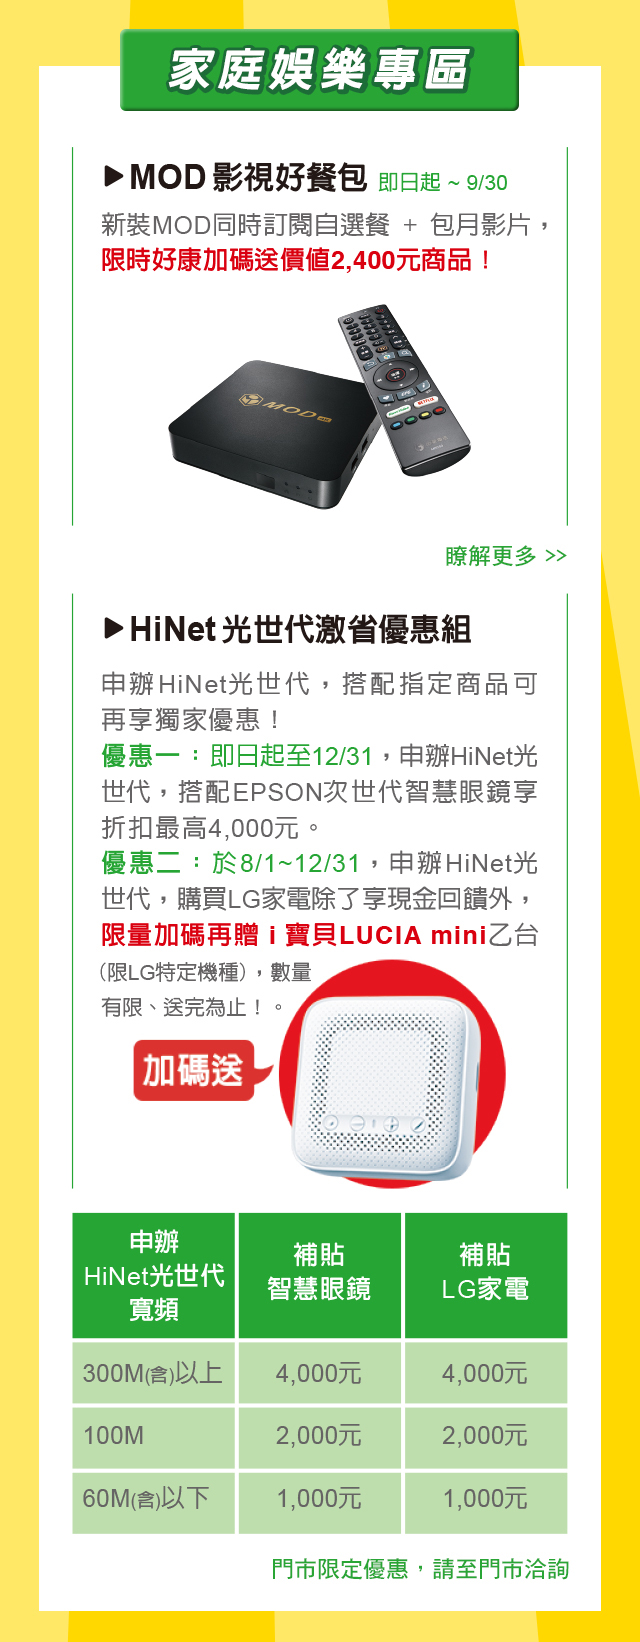 家庭娛樂專區
▶MOD 影視好餐包 即日起 ~ 9/30
新裝MOD同時訂閱自選餐 + 包月影片，
限時好康加碼送價值2,400元商品！
MOD 4K
NETFLIX
瞭解更多 >>
▶HiNet 光世代激省優惠組
申辦HiNet光世代，搭配指定商品可
再享獨家優惠！
優惠一：即日起至12/31，申辦HiNet光
世代，搭配EPSON次世代智慧眼鏡享
折扣最高4,000元。
優惠二：於8/1~12/31，申辦HiNet光
世代，購買LG家電除了享現金回饋外，
限量加碼再贈 i 寶貝LUCIA mini乙台
(限LG特定機種)，數量
有限、送完為止！。
加碼送
申辦
HiNet光世代
寬頻
補貼
智慧眼鏡
補貼
LG家電
300M(含)以上 4,000元 4,000元
100M 2,000元 2,000元
60M(含)以下 1,000元 1,000元
門市限定優惠，請至門市洽詢